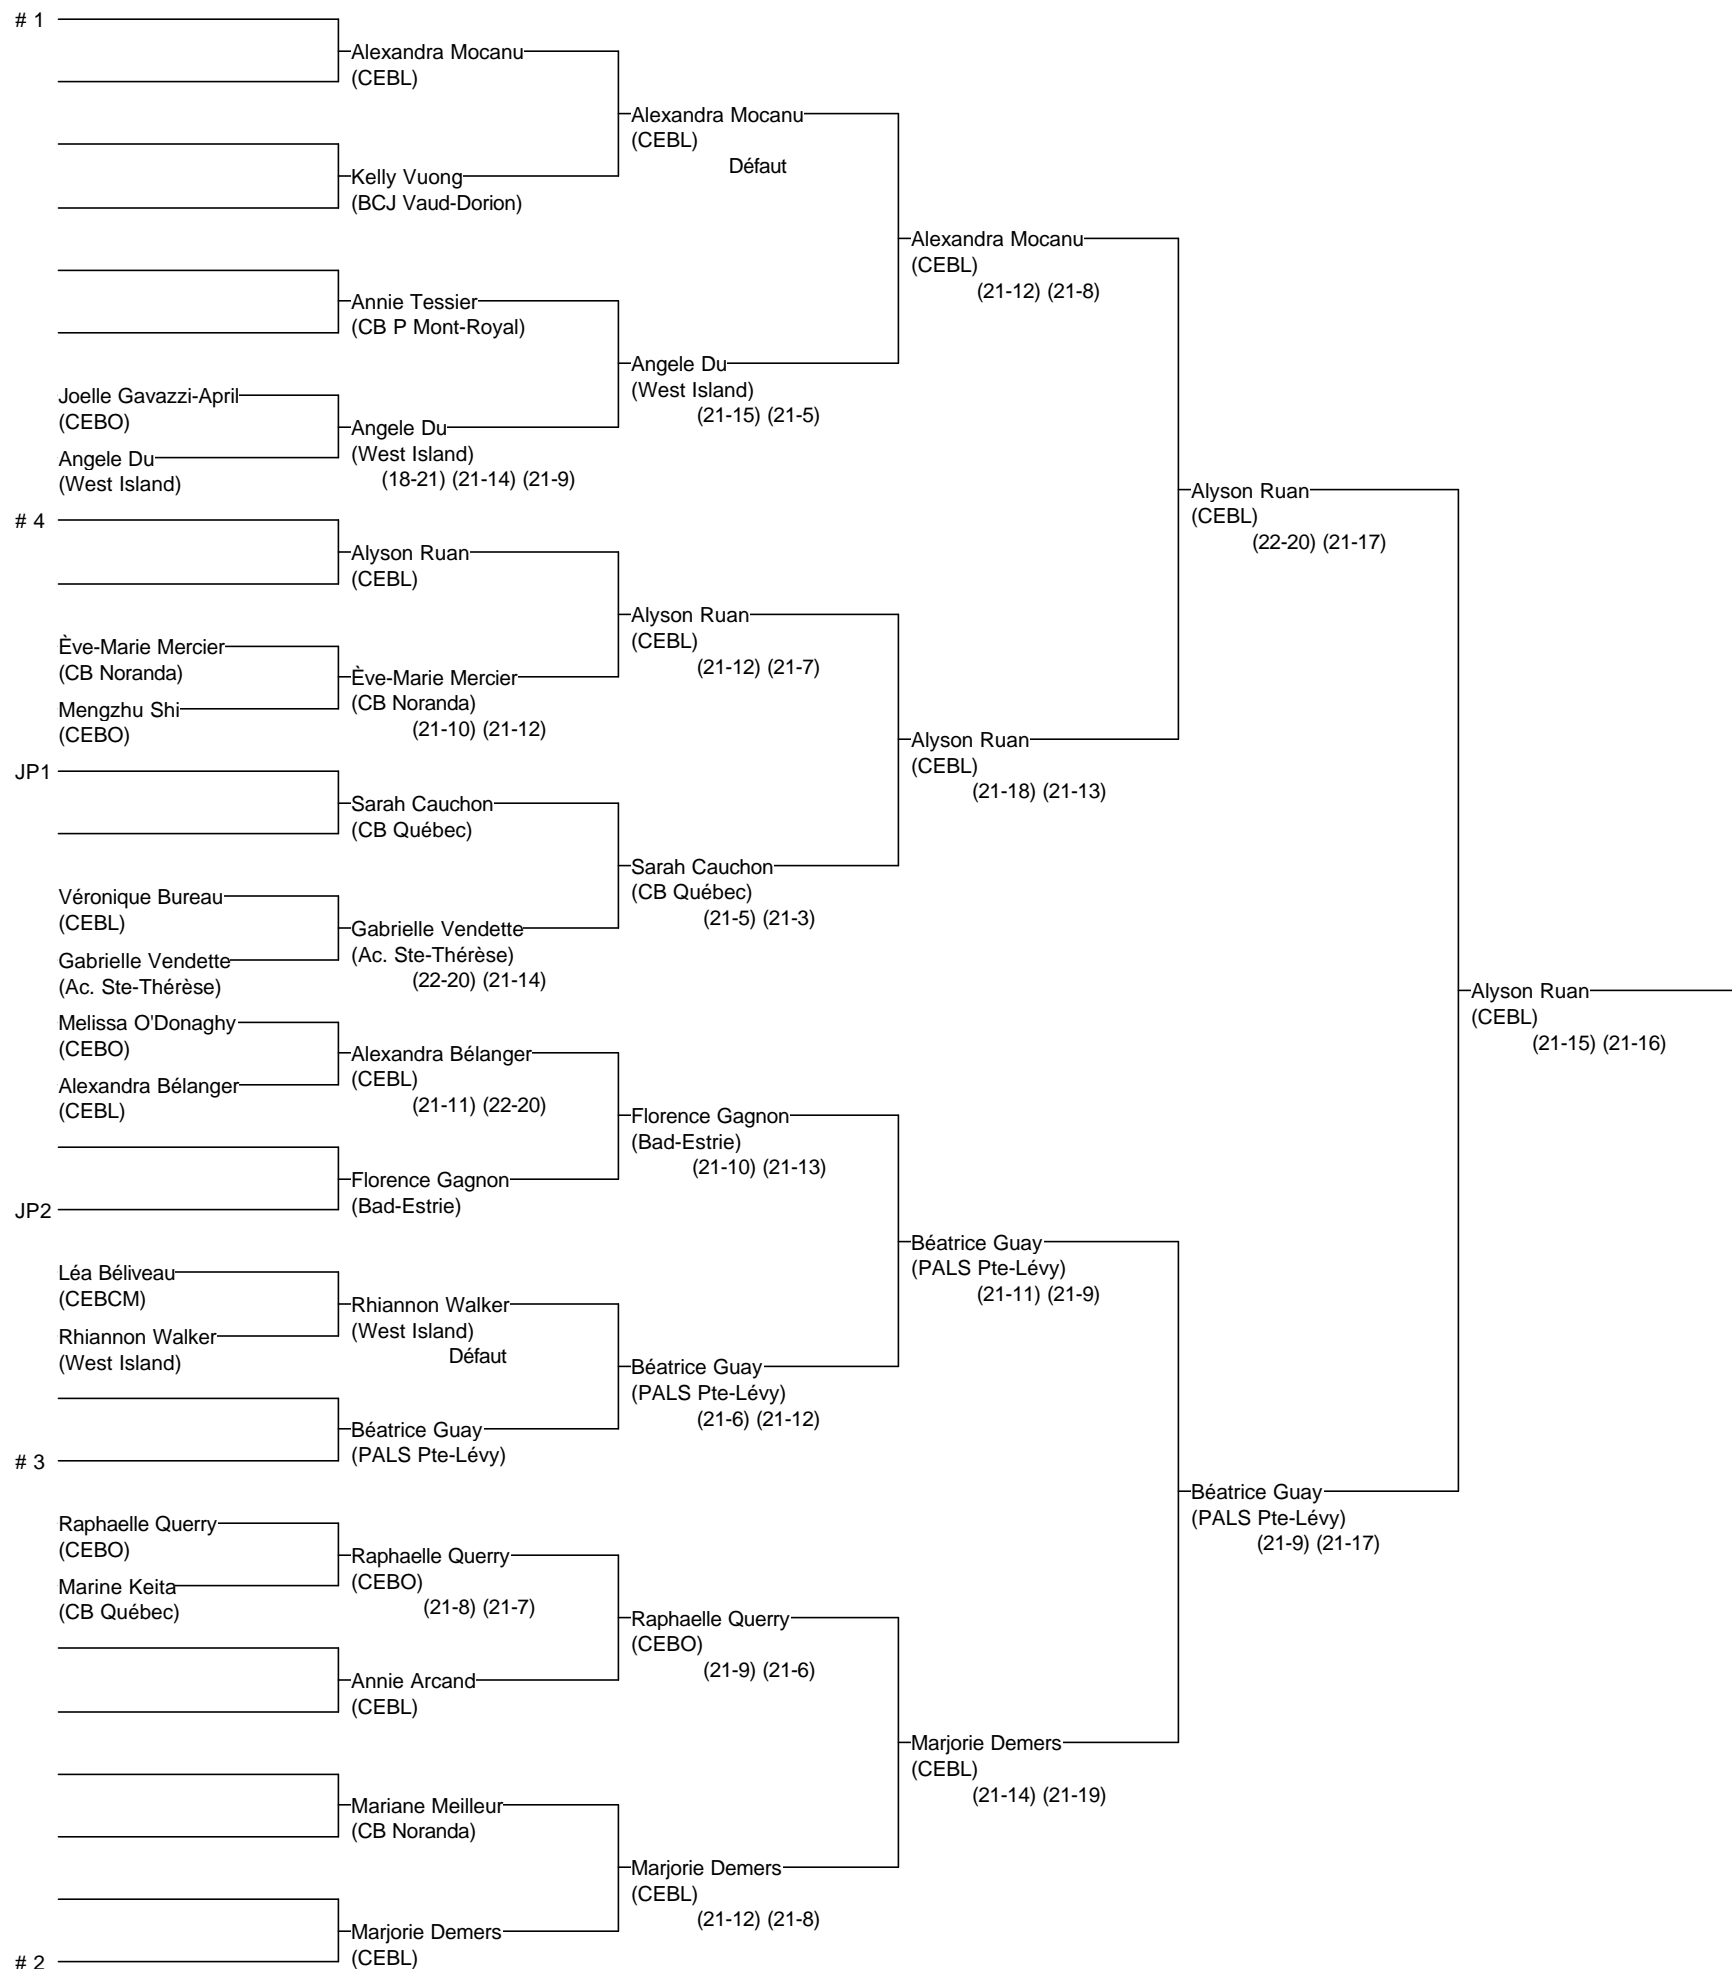 # 1
Alexandra Mocanu
(CEBL)
Alexandra Mocanu
(CEBL)
Défaut
Kelly Vuong
(BCJ Vaud-Dorion)
Alexandra Mocanu
(CEBL)
(21-12) (21-8)
Annie Tessier
(CB P Mont-Royal)
Angele Du
(West Island)
(21-15) (21-5)
Joelle Gavazzi-April
(CEBO)
Angele Du
(West Island)
Angele Du
(West Island)
(18-21) (21-14) (21-9)
Alyson Ruan
(CEBL)
(22-20) (21-17)
# 4
Alyson Ruan
(CEBL)
Alyson Ruan
(CEBL)
(21-12) (21-7)
Ève-Marie Mercier
(CB Noranda)
Mengzhu Shi
(CEBO)
Ève-Marie Mercier
(CB Noranda)
(21-10) (21-12)
Alyson Ruan
(CEBL)
(21-18) (21-13)
JP1
Sarah Cauchon
(CB Québec)
Sarah Cauchon
(CB Québec)
(21-5) (21-3)
Véronique Bureau
(CEBL)
Gabrielle Vendette
(Ac. Ste-Thérèse)
Gabrielle Vendette
(Ac. Ste-Thérèse)
(22-20) (21-14)
Alyson Ruan
(CEBL)
(21-15) (21-16)
Melissa O'Donaghy
(CEBO)
Alexandra Bélanger
(CEBL)
Alexandra Bélanger
(CEBL)
(21-11) (22-20)
Florence Gagnon
(Bad-Estrie)
(21-10) (21-13)
Florence Gagnon
(Bad-Estrie)
JP2
Béatrice Guay
(PALS Pte-Lévy)
(21-11) (21-9)
Léa Béliveau
(CEBCM)
Rhiannon Walker
(West Island)
Rhiannon Walker
(West Island)
Défaut
Béatrice Guay
(PALS Pte-Lévy)
(21-6) (21-12)
Béatrice Guay
(PALS Pte-Lévy)
# 3
Béatrice Guay
(PALS Pte-Lévy)
(21-9) (21-17)
Raphaelle Querry
(CEBO)
Marine Keita
(CB Québec)
Raphaelle Querry
(CEBO)
(21-8) (21-7)
Raphaelle Querry
(CEBO)
(21-9) (21-6)
Annie Arcand
(CEBL)
Marjorie Demers
(CEBL)
(21-14) (21-19)
Mariane Meilleur
(CB Noranda)
Marjorie Demers
(CEBL)
(21-12) (21-8)
Marjorie Demers
(CEBL)
# 2